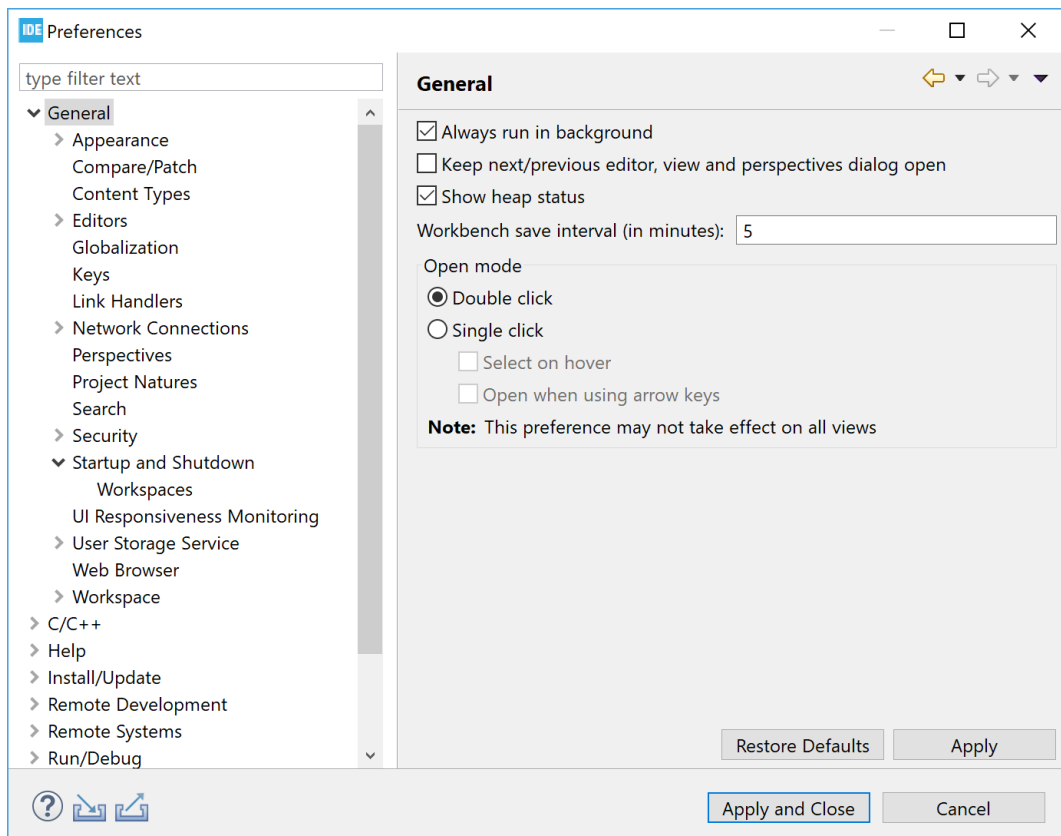 IDE Preferences
type filter text
General
Appearance
Compare/Patch
Content Types
Editors
Globalization
Keys
Link Handlers
Network Connections
Perspectives
Project Natures
Search
Security
Startup and Shutdown
Workspaces
UI Responsiveness Monitoring
User Storage Service
Web Browser
Workspace
C/C++
Help
Install/Update
Remote Development
Remote Systems
Run/Debug
General
Always run in background
Keep next/previous editor, view and perspectives dialog open
Show heap status
Workbench save interval (in minutes): 5
Open mode
Double click
Single click
Select on hover
Open when using arrow keys
Note: This preference may not take effect on all views
Restore Defaults Apply
? Apply and Close Cancel